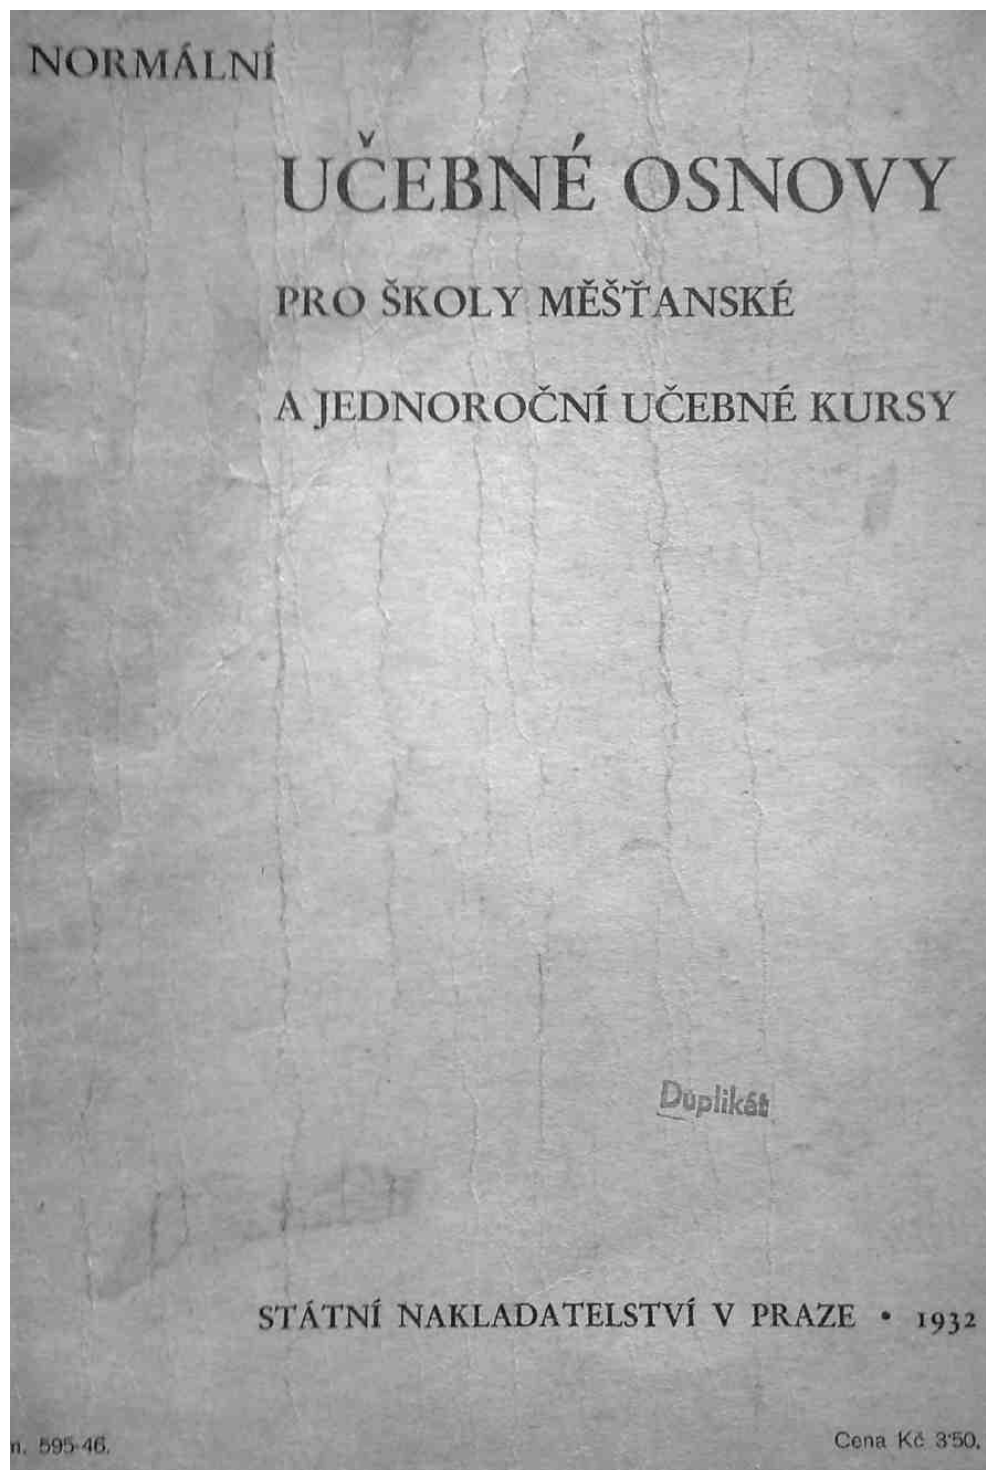 NORMÁLNÍ
UČEBNÉ OSNOVY
PRO ŠKOLY MĚŠŤANSKÉ
A JEDNOROČNÍ UČEBNÉ KURSY
Duplikát
STÁTNÍ NAKLADATELSTVÍ V PRAZE • 1932
n. 595-46.
Cena Kč 3·50.